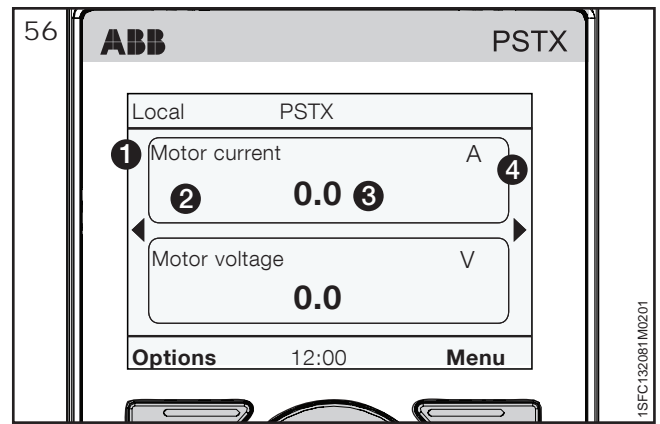 56
ABB PSTX
Local PSTX
1 Motor current A 4
2 0.0 3
Motor voltage V
0.0
Options 12:00 Menu
1SFC132081M0201